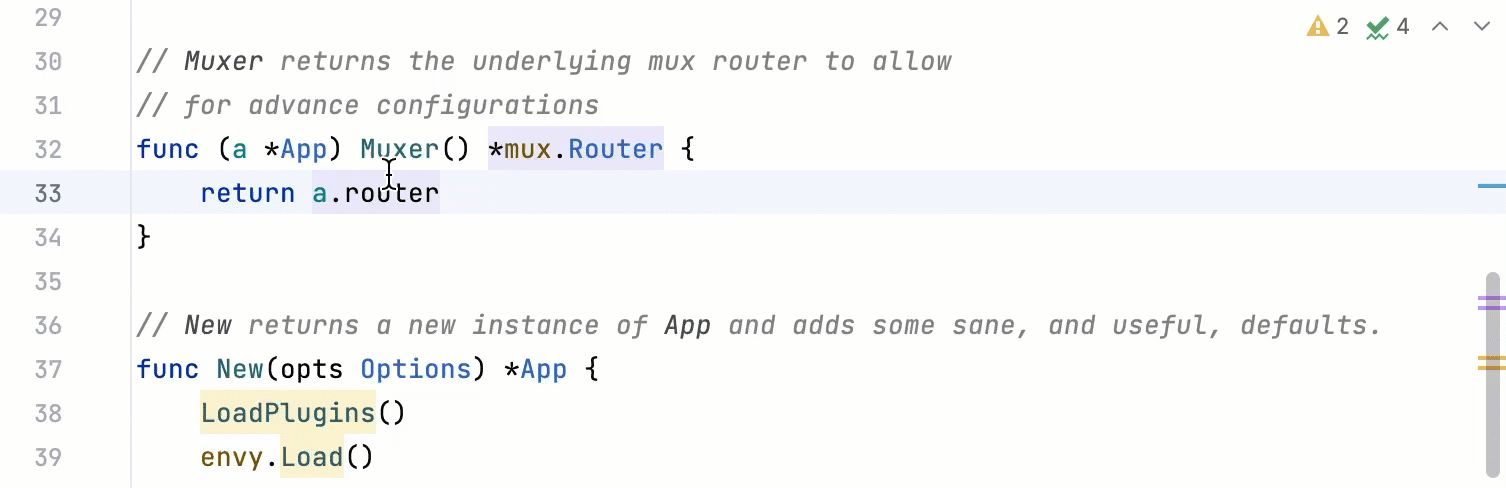 29
2 4
30 // Muxer returns the underlying mux router to allow
31 // for advance configurations
32 func (a *App) Muxer() *mux.Router {
33 return a.router
34 }
35
36 // New returns a new instance of App and adds some sane, and useful, defaults.
37 func New(opts Options) *App {
38 LoadPlugins()
39 envy.Load()